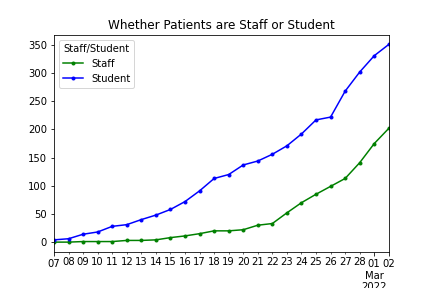 Whether Patients are Staff or Student
Staff/Student
Staff
Student
350
300
250
200
150
100
50
0
07 08 09 10 11 12 13 14 15 16 17 18 19 20 21 22 23 24 25 26 27 28 01 02
Mar
2022